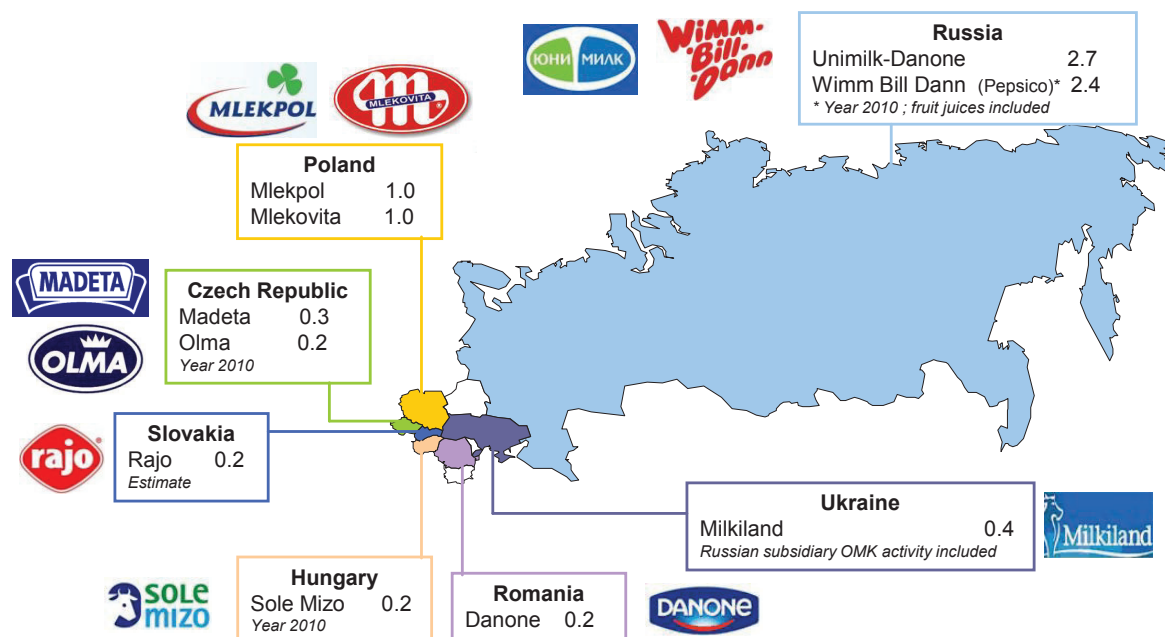 ЮНИ МИЛК
Wimm-
Bill-
Dann
Russia
Unimilk-Danone 2.7
Wimm Bill Dann (Pepsico)* 2.4
* Year 2010 ; fruit juices included
MLEKPOL
MLEKOVITA
Poland
Mlekpol 1.0
Mlekovita 1.0
MADETA
OLMA
Czech Republic
Madeta 0.3
Olma 0.2
Year 2010
rajo
Slovakia
Rajo 0.2
Estimate
Ukraine
Milkiland 0.4
Russian subsidiary OMK activity included
Milkiland
SOLE
MIZO
Hungary
Sole Mizo 0.2
Year 2010
Romania
Danone 0.2
DANONE